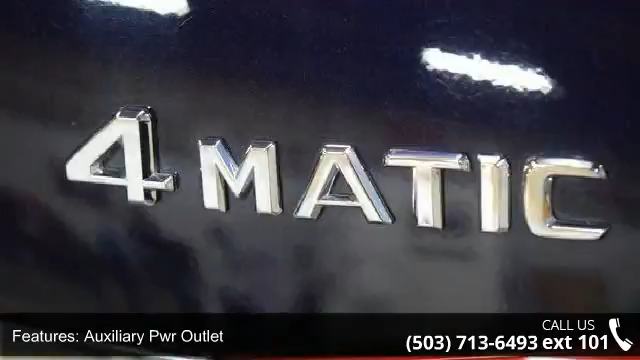 4MATIC
CALL US
Features: Auxiliary Pwr Outlet
(503) 713-6493 ext 101